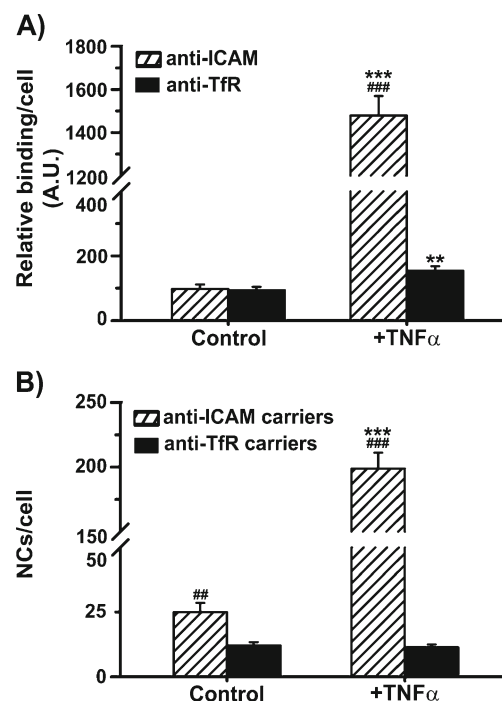 A)
anti-ICAM
anti-TfR
Relative binding/cell
(A.U.)
1800
1600
1400
1200
400
200
0
***
###
**
Control
+TNFα
B)
anti-ICAM carriers
anti-TfR carriers
NCs/cell
250
200
150
50
25
0
***
###
##
Control
+TNFα